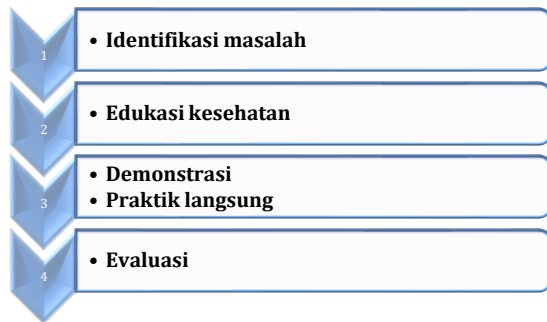 1
• Identifikasi masalah
2
• Edukasi kesehatan
3
• Demonstrasi
• Praktik langsung
4
• Evaluasi